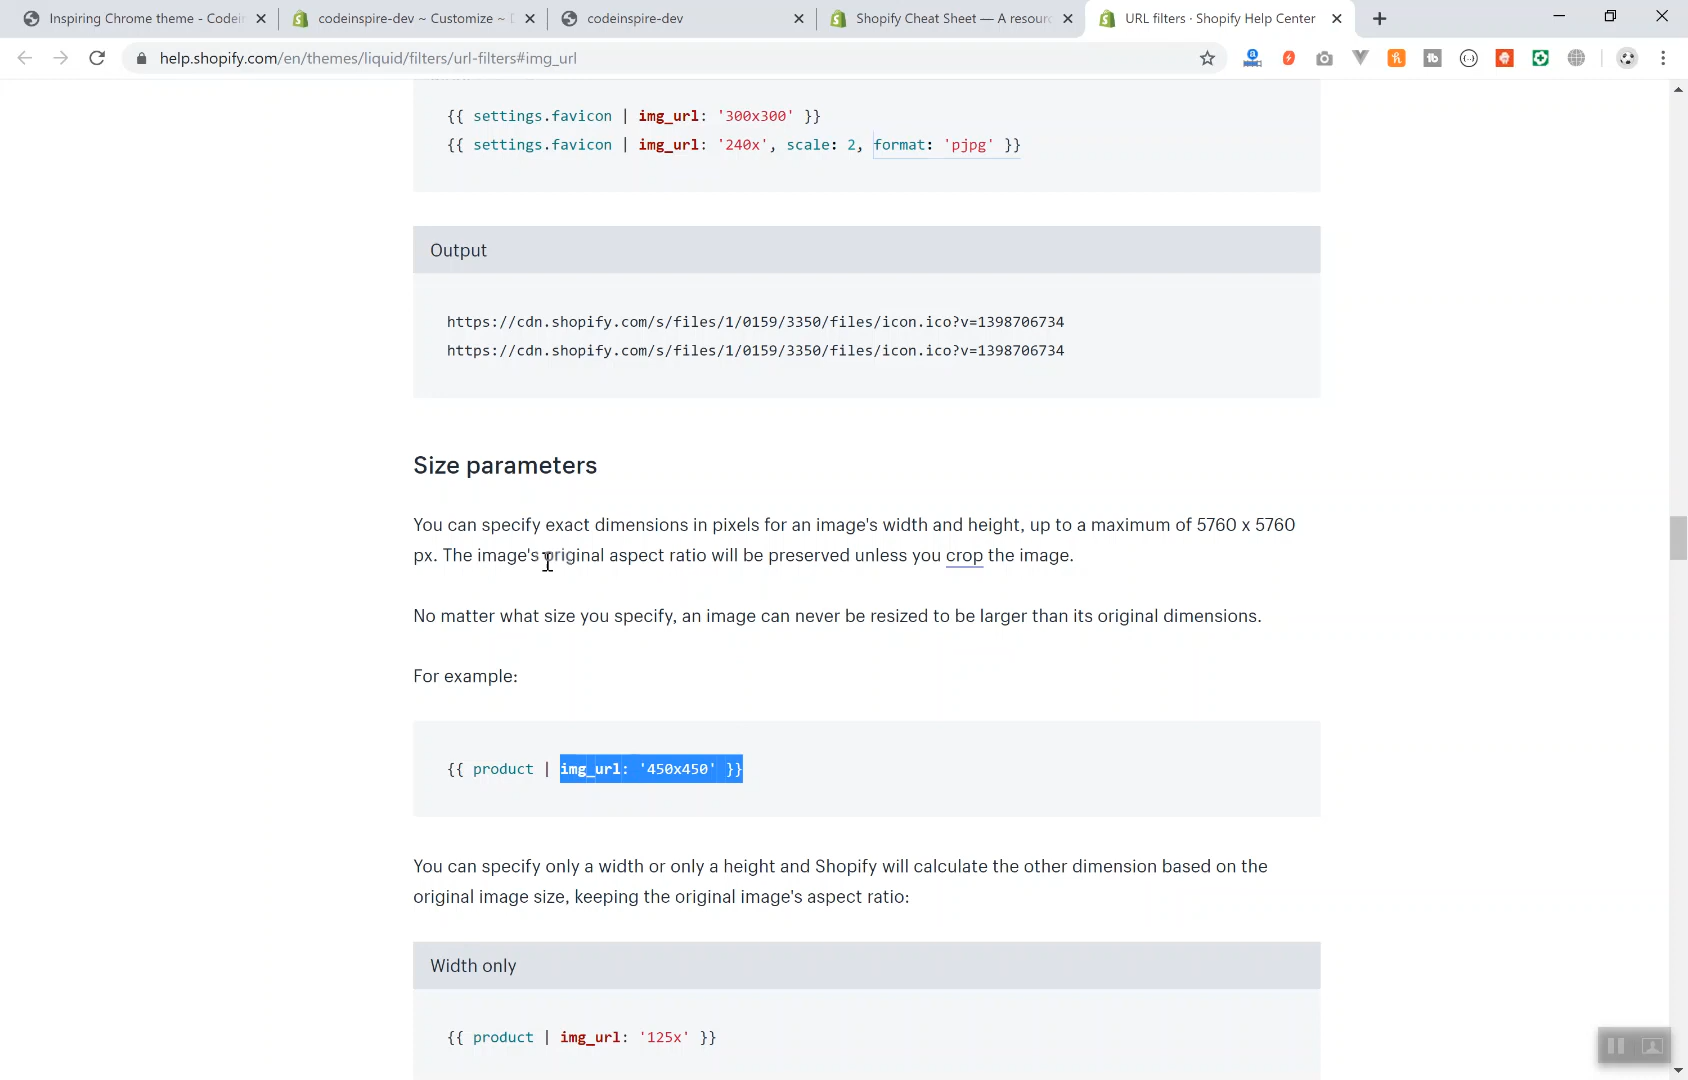 Inspiring Chrome theme - Codein
codeinspire-dev ~ Customize ~ D
codeinspire-dev
Shopify Cheat Sheet — A resourc
URL filters · Shopify Help Center
help.shopify.com/en/themes/liquid/filters/url-filters#img_url
{{ settings.favicon | img_url: '300x300' }}
{{ settings.favicon | img_url: '240x', scale: 2, format: 'pjpg' }}
Output
https://cdn.shopify.com/s/files/1/0159/3350/files/icon.ico?v=1398706734
https://cdn.shopify.com/s/files/1/0159/3350/files/icon.ico?v=1398706734
Size parameters
You can specify exact dimensions in pixels for an image's width and height, up to a maximum of 5760 x 5760
px. The image's original aspect ratio will be preserved unless you crop the image.
No matter what size you specify, an image can never be resized to be larger than its original dimensions.
For example:
{{ product | img_url: '450x450' }}
You can specify only a width or only a height and Shopify will calculate the other dimension based on the
original image size, keeping the original image's aspect ratio:
Width only
{{ product | img_url: '125x' }}